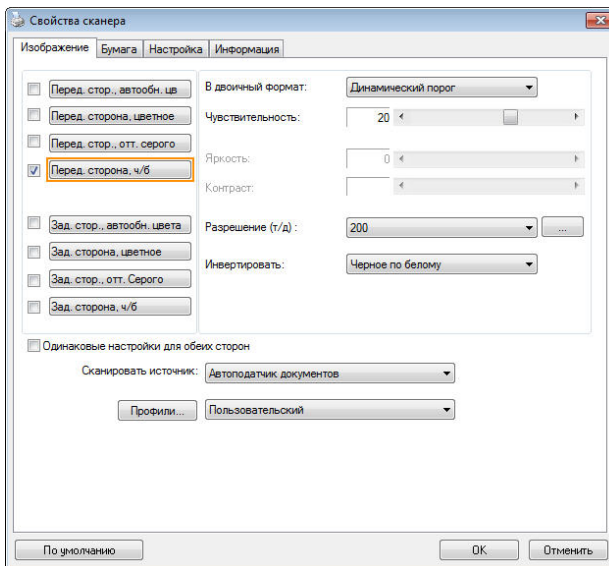 Свойства сканера
Изображение Бумага Настройка Информация
Перед. стор., автообн. цв
Перед. сторона, цветное
Перед. стор., отт. серого
Перед. сторона, ч/б
Зад. стор., автообн. цвета
Зад. сторона, цветное
Зад. стор., отт. Серого
Зад. сторона, ч/б
В двоичный формат: Динамический порог
Чувствительность: 20
Яркость: 0
Контраст:
Разрешение (т/д) : 200 ...
Инвертировать: Черное по белому
Одинаковые настройки для обеих сторон
Сканировать источник: Автоподатчик документов
Профили... Пользовательский
По умолчанию OK Отменить